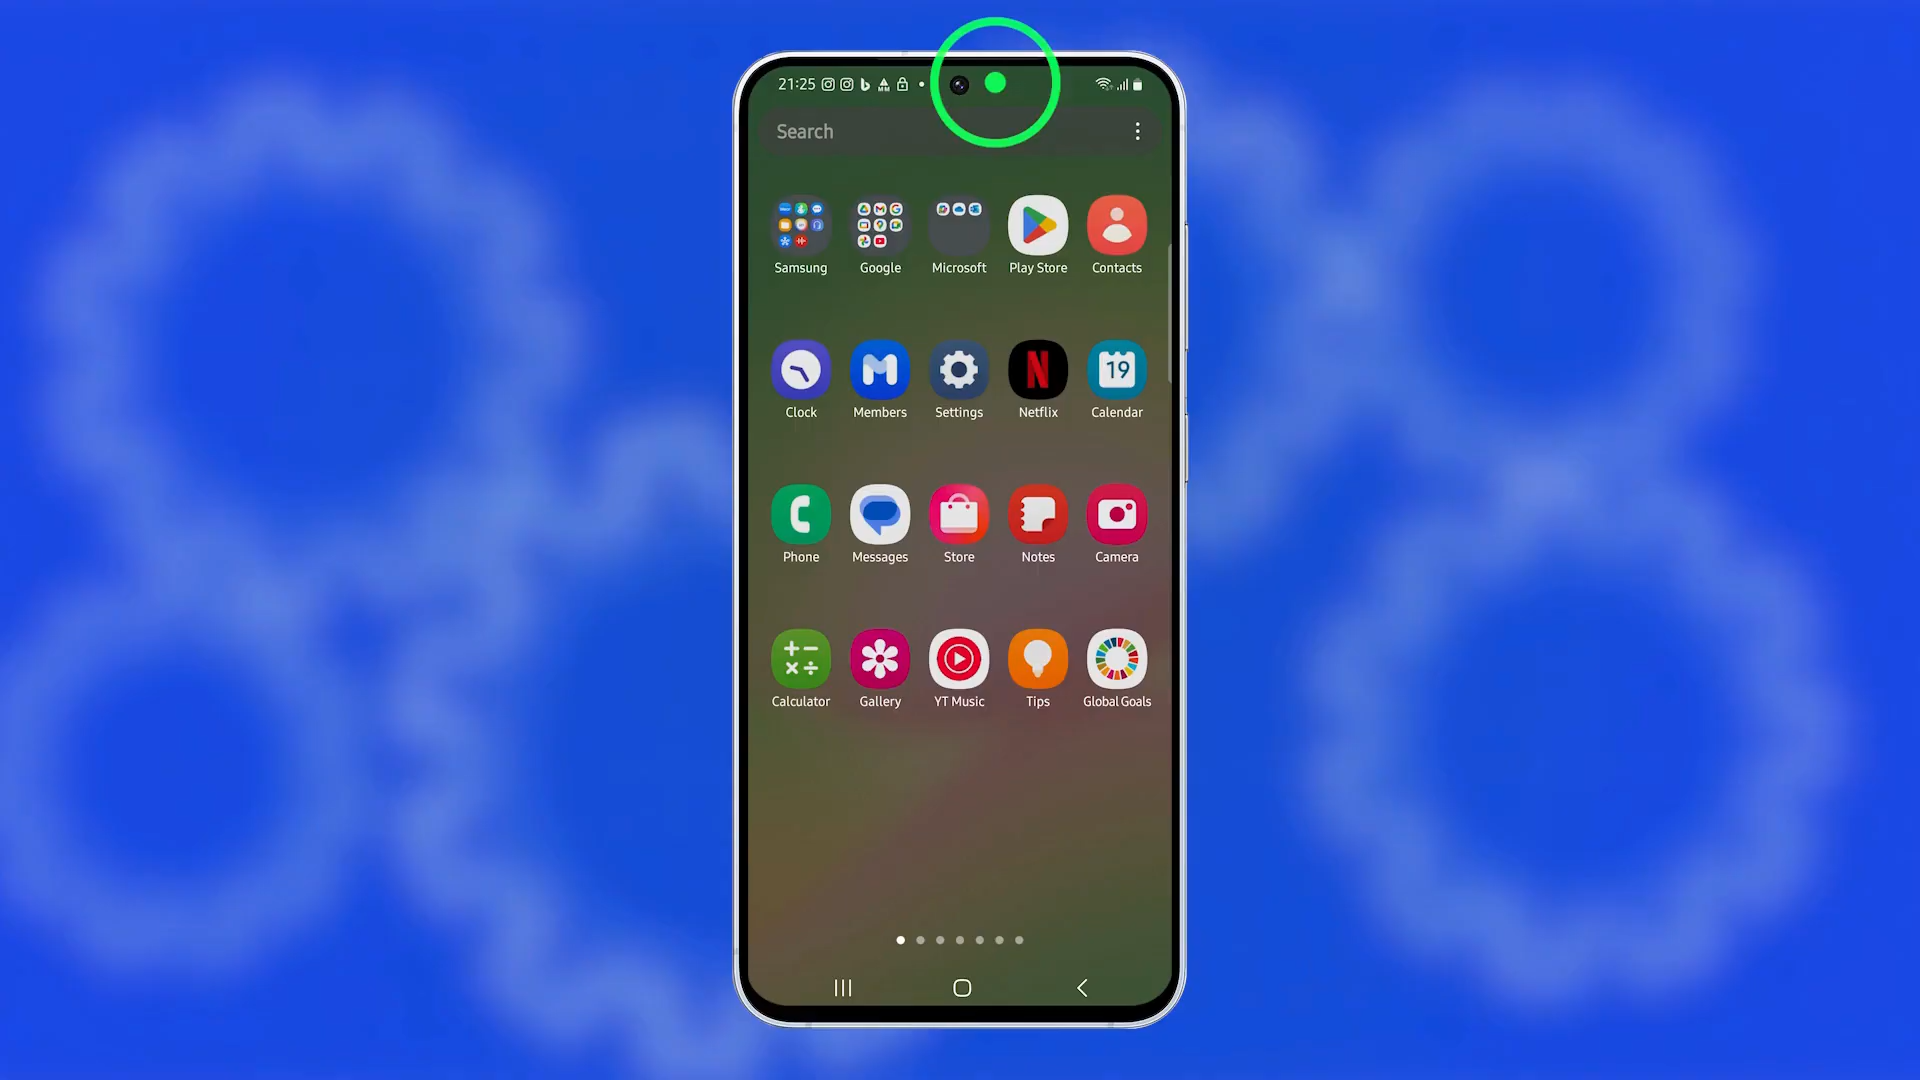 21:25
Search
Samsung Google Microsoft Play Store Contacts
19
Clock Members Settings Netflix Calendar
Phone Messages Store Notes Camera
Calculator Gallery YT Music Tips Global Goals